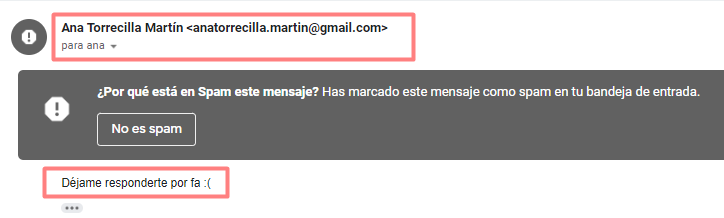 Ana Torrecilla Martín <anatorrecilla.martin@gmail.com>
para ana
¿Por qué está en Spam este mensaje? Has marcado este mensaje como spam en tu bandeja de entrada.
No es spam
Déjame responderte por fa :(